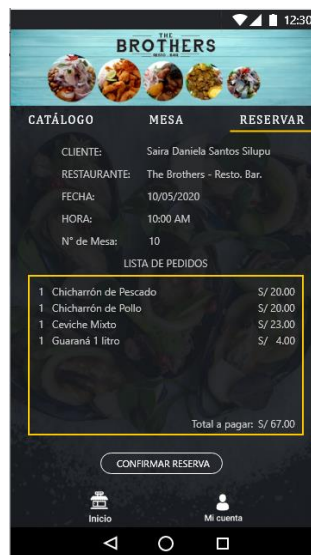 12:30
THE
BROTHERS
RESTO BAR
CATÁLOGO MESA RESERVAR
CLIENTE: Saira Daniela Santos Silupu
RESTAURANTE: The Brothers - Resto. Bar.
FECHA: 10/05/2020
HORA: 10:00 AM
N° de Mesa: 10
LISTA DE PEDIDOS
1 Chicharrón de Pescado S/ 20.00
1 Chicharrón de Pollo S/ 20.00
1 Ceviche Mixto S/ 23.00
1 Guaraná 1 litro S/ 4.00
Total a pagar: S/ 67.00
CONFIRMAR RESERVA
Inicio Mi cuenta